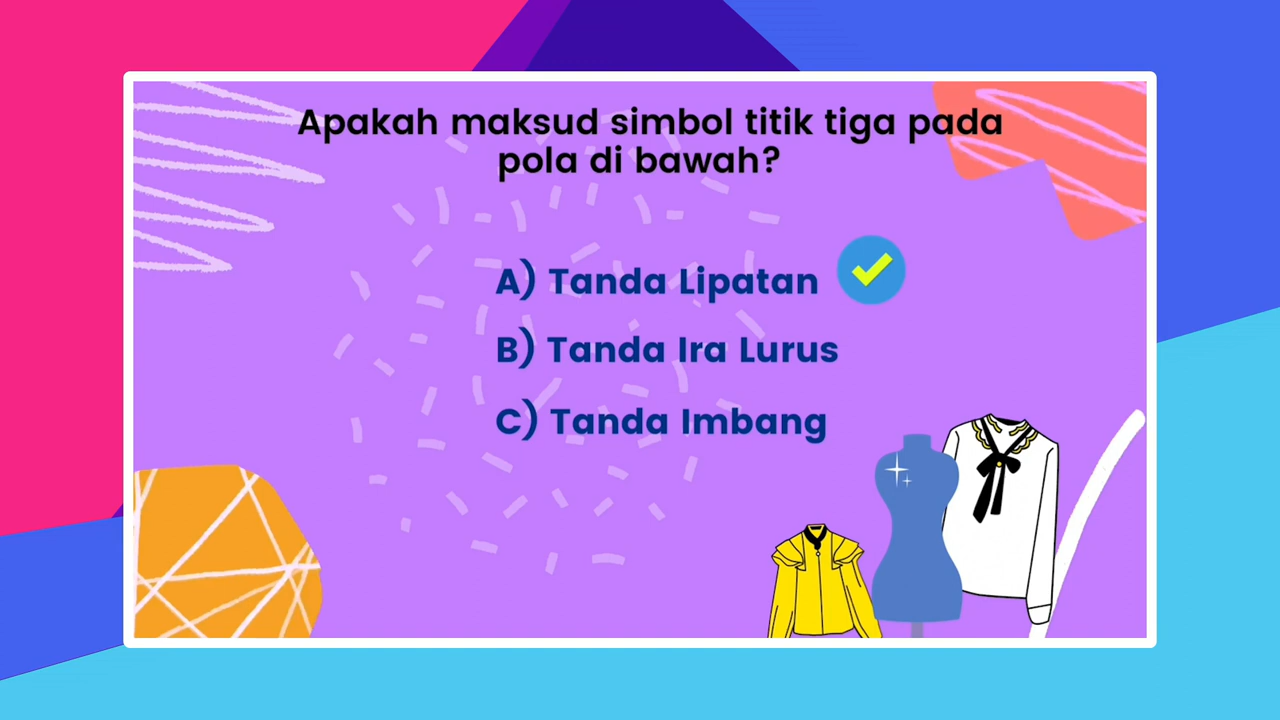 Apakah maksud simbol titik tiga pada
pola di bawah?
A) Tanda Lipatan
B) Tanda Ira Lurus
C) Tanda Imbang